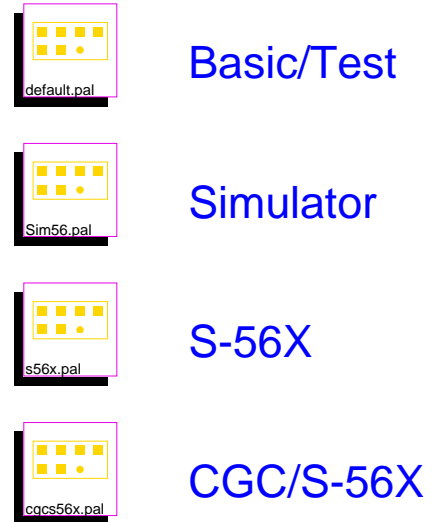 default.pal
Basic/Test
Sim56.pal
Simulator
s56x.pal
S-56X
cgcs56x.pal
CGC/S-56X